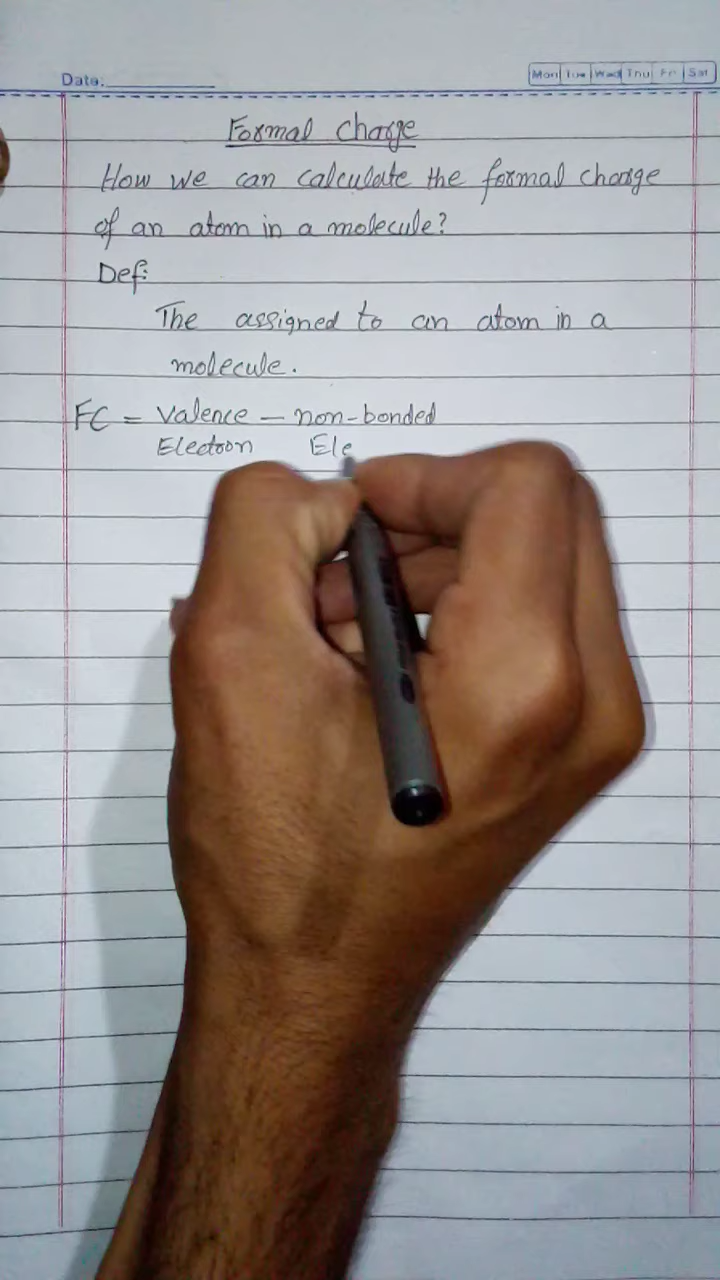 Date:
Mon Tue Wed Thu Fri Sat
Formal Charge
How we can calculate the formal charge
of an atom in a molecule?
Def:
The assigned to an atom in a
molecule.
FC = Valence - non-bonded
Electron Ele